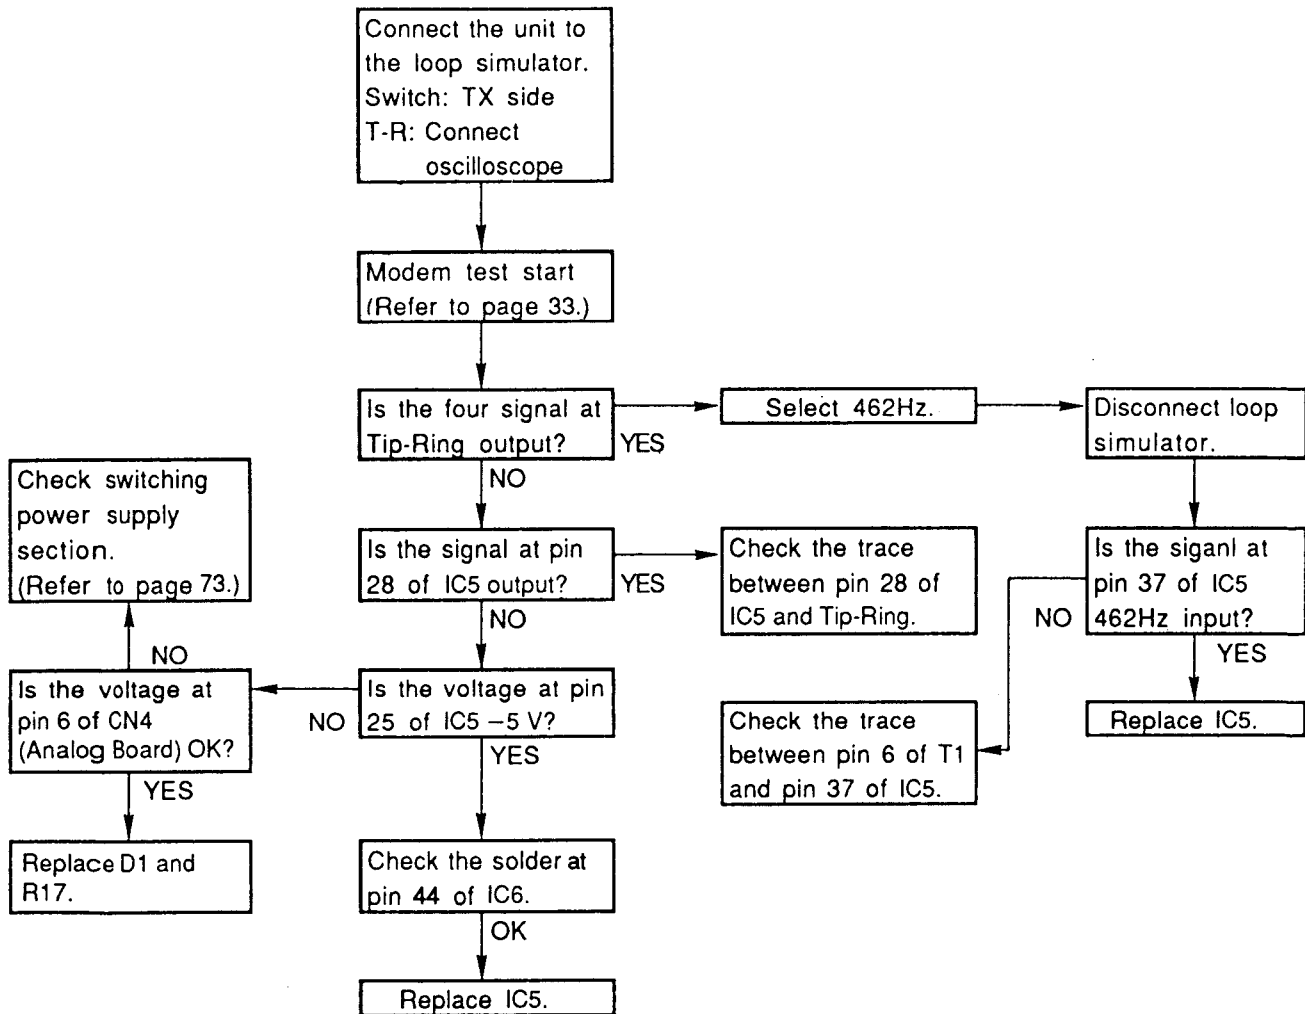 Connect the unit to
the loop simulator.
Switch: TX side
T-R: Connect
oscilloscope
Modem test start
(Refer to page 33.)
Is the four signal at
Tip-Ring output?
YES
NO
Select 462Hz.
Disconnect loop
simulator.
Is the siganl at
pin 37 of IC5
462Hz input?
NO
YES
Replace IC5.
Check the trace
between pin 6 of T1
and pin 37 of IC5.
Is the signal at pin
28 of IC5 output?
YES
NO
Check the trace
between pin 28 of
IC5 and Tip-Ring.
Is the voltage at pin
25 of IC5 –5 V?
NO
YES
Check switching
power supply
section.
(Refer to page 73.)
NO
Is the voltage at
pin 6 of CN4
(Analog Board) OK?
YES
Replace D1 and
R17.
Check the solder at
pin 44 of IC6.
OK
Replace IC5.